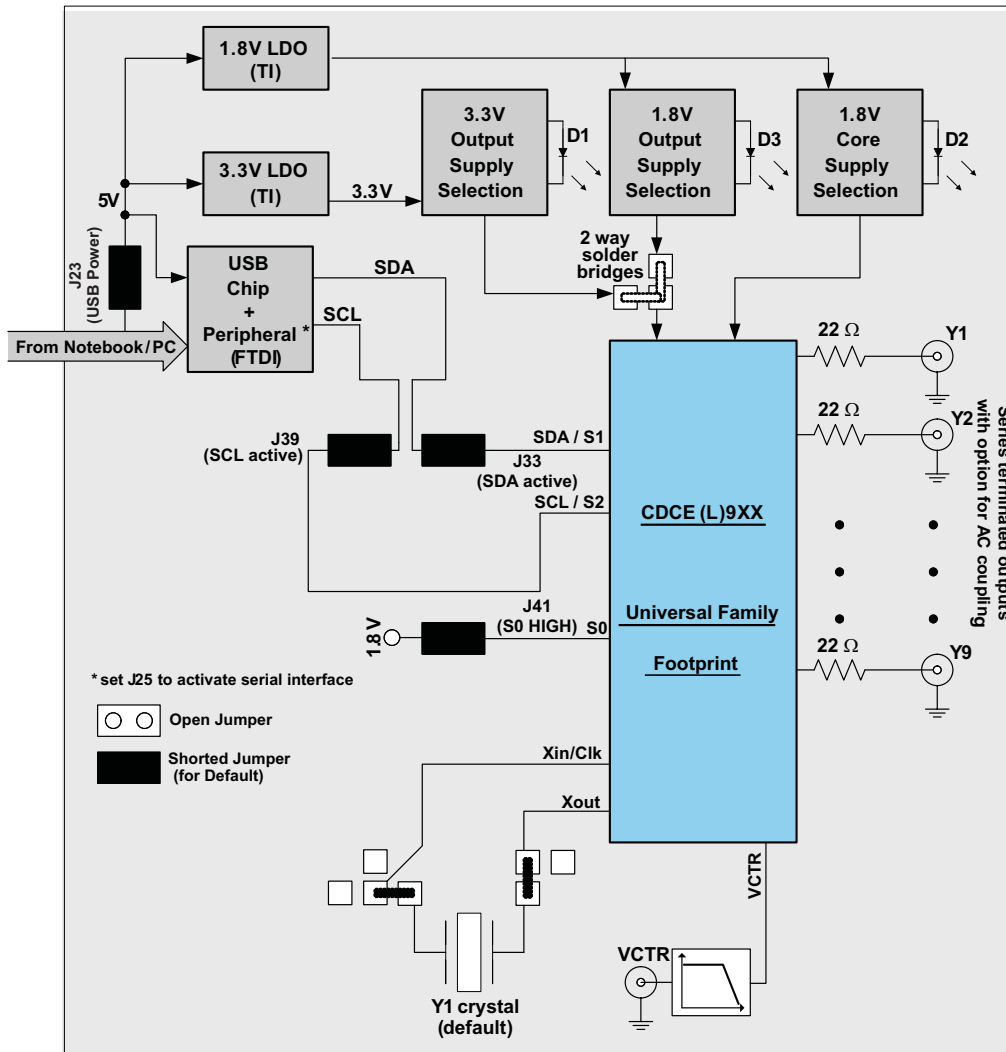 1.8V LDO
(TI)
3.3V LDO
(TI)
3.3V
3.3V
Output
Supply
Selection
D1
1.8V
Output
Supply
Selection
D3
1.8V
Core
Supply
Selection
D2
5V
J23
(USB Power)
USB
Chip
+
Peripheral *
(FTDI)
SDA
SCL
From Notebook/PC
2 way
solder
bridges
J39
(SCL active)
J33
(SDA active)
SDA / S1
SCL / S2
J41
(S0 HIGH)
S0
1.8 V
CDCE (L)9XX
Universal Family
Footprint
22 Ω
Y1
22 Ω
Y2
22 Ω
Y9
Series terminated outputs
with option for AC coupling
* set J25 to activate serial interface
Open Jumper
Shorted Jumper
(for Default)
Xin/Clk
Xout
VCTR
VCTR
Y1 crystal
(default)